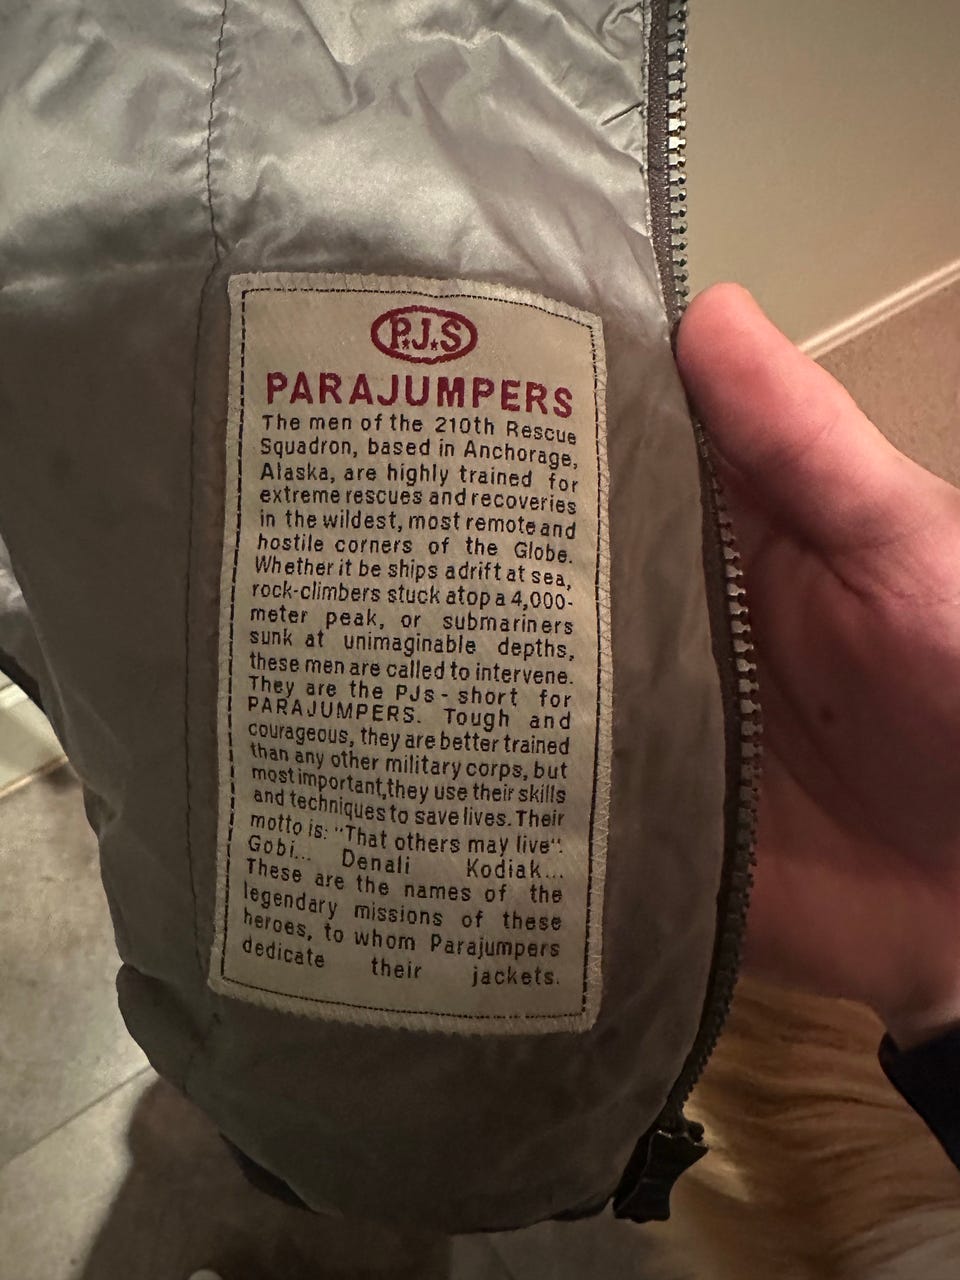 P.J.S
PARAJUMPERS
The men of the 210th Rescue
Squadron, based in Anchorage,
Alaska, are highly trained for
extreme rescues and recoveries
in the wildest, most remote and
hostile corners of the Globe.
Whether it be ships adrift at sea,
rock-climbers stuck atop a 4,000-
meter peak, or submariners
sunk at unimaginable depths,
these men are called to intervene.
They are the PJs - short for
PARAJUMPERS. Tough and
courageous, they are better trained
than any other military corps, but
most important,they use their skills
and techniques to save lives. Their
motto is: "That others may live".
Gobi... Denali Kodiak...
These are the names of the
legendary missions of these
heroes, to whom Parajumpers
dedicate their jackets.